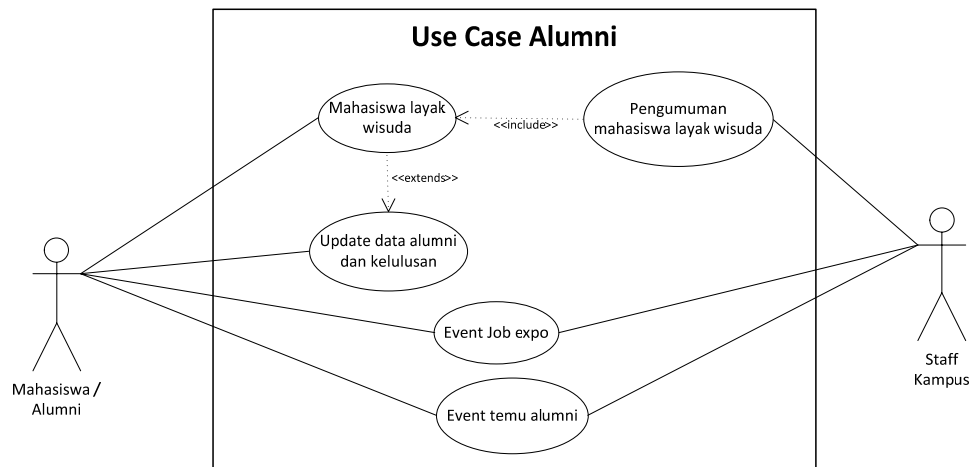 Use Case Alumni
Mahasiswa layak
wisuda
<<include>>
Pengumuman
mahasiswa layak wisuda
<<extends>>
Update data alumni
dan kelulusan
Event Job expo
Event temu alumni
Mahasiswa /
Alumni
Staff
Kampus